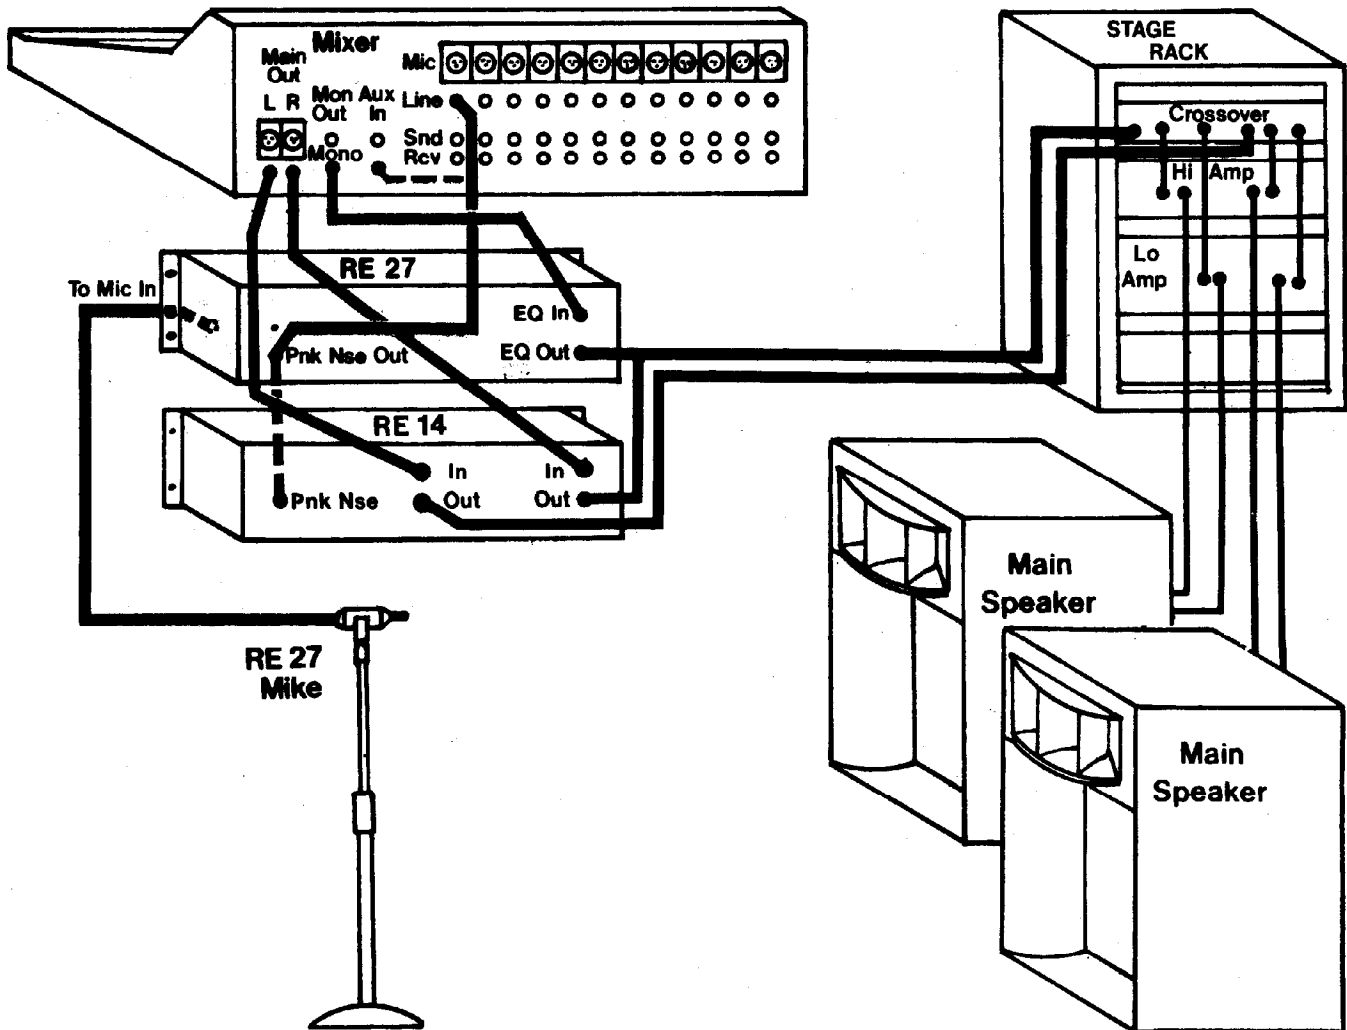 Mixer
Main
Out
L R
Mon
Out
Aux
In
Mono
Mic
Line
Snd
Rcv
STAGE
RACK
Crossover
Hi Amp
Lo
Amp
RE 27
To Mic In
EQ In
Pnk Nse Out
EQ Out
RE 14
In
In
Pnk Nse
Out
Out
Main
Speaker
RE 27
Mike
Main
Speaker